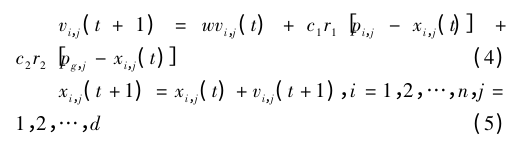 v_{i,j}(t + 1) = wv_{i,j}(t) + c_1r_1 [p_{i,j} - x_{i,j}(t)] +
c_2r_2 [p_{g,j} - x_{i,j}(t)] (4)
x_{i,j}(t+1) = x_{i,j}(t) + v_{i,j}(t+1), i = 1,2,⋯,n, j =
1,2,⋯,d (5)